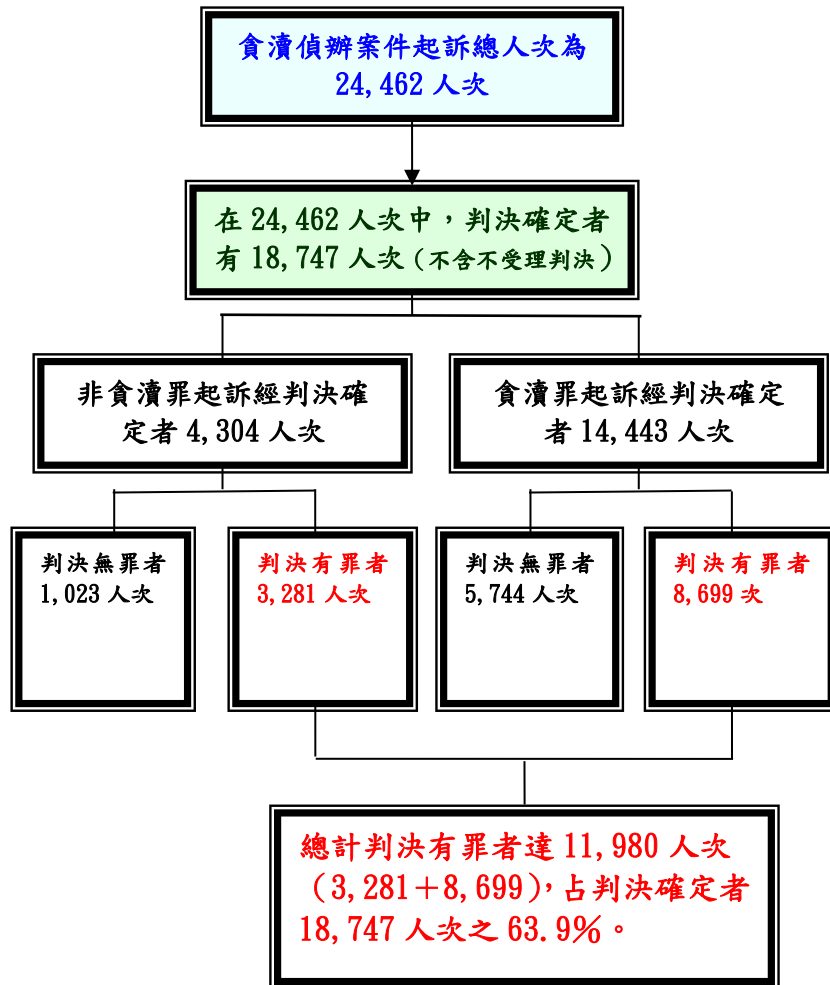 貪瀆偵辦案件起訴總人次為
24,462 人次
在 24,462 人次中，判決確定者
有 18,747 人次（不含不受理判決）
非貪瀆罪起訴經判決確
定者 4,304 人次
貪瀆罪起訴經判決確定
者 14,443 人次
判決無罪者
1,023 人次
判決有罪者
3,281 人次
判決無罪者
5,744 人次
判決有罪者
8,699 次
總計判決有罪者達 11,980 人次
（3,281＋8,699），占判決確定者
18,747 人次之 63.9％。